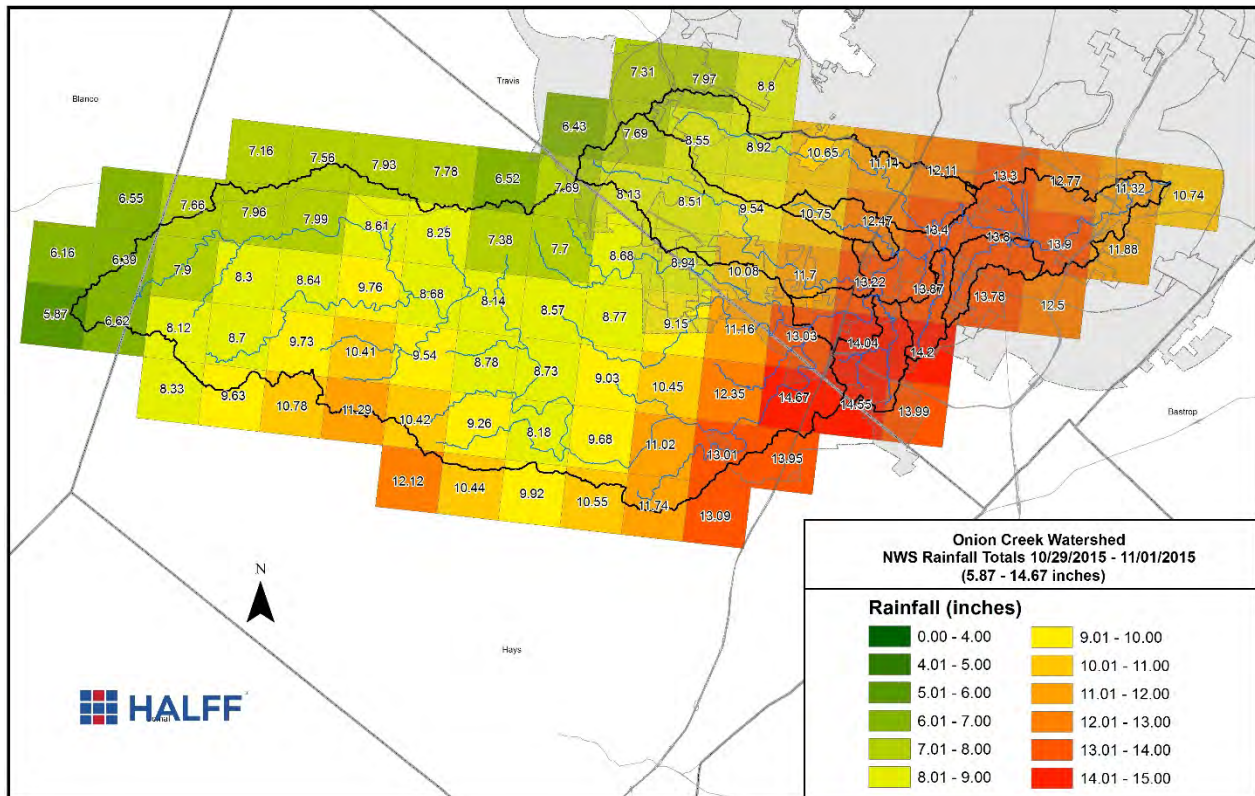 7.31 7.97 8.8
Travis
Blanco
6.43 7.69 8.55 8.92 10.65 11.14 12.11 13.3 12.77 11.32 10.74
7.16 7.56 7.93 7.78 6.52 7.69 8.13 8.51 9.54 10.75 12.47 13.4 13.8 13.9 11.88
6.55 7.66 7.96 7.99 8.61 8.25 7.38 7.7 8.68 8.94 10.08 11.7 13.22 13.87 13.78 12.5
6.16 6.39 7.9 8.3 8.64 9.76 8.68 8.14 8.57 8.77 9.15 11.16 13.03 14.04 14.2
5.87 6.62 8.12 8.7 9.73 10.41 9.54 8.78 8.73 9.03 10.45 12.35 14.67 14.55 13.99
Bastrop
8.33 9.63 10.78 11.29 10.42 9.26 8.18 9.68 11.02 13.01 13.95
12.12 10.44 9.92 10.55 11.74 13.09
N
Hays
HALFF
Onion Creek Watershed
NWS Rainfall Totals 10/29/2015 - 11/01/2015
(5.87 - 14.67 inches)
Rainfall (inches)
0.00 - 4.00
4.01 - 5.00
5.01 - 6.00
6.01 - 7.00
7.01 - 8.00
8.01 - 9.00
9.01 - 10.00
10.01 - 11.00
11.01 - 12.00
12.01 - 13.00
13.01 - 14.00
14.01 - 15.00